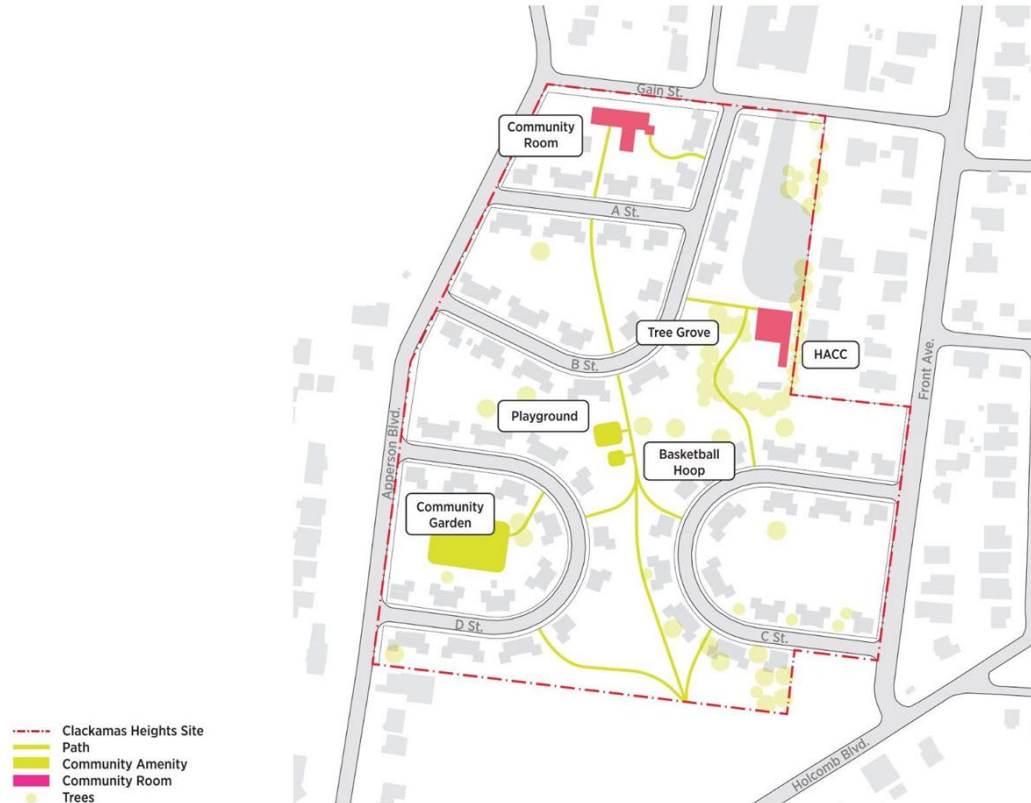 Gain St.
Community
Room
A St.
Tree Grove
HACC
B St.
Front Ave.
Playground
Apperson Blvd.
Basketball
Hoop
Community
Garden
D St.
C St.
Holcomb Blvd.
Clackamas Heights Site
Path
Community Amenity
Community Room
Trees